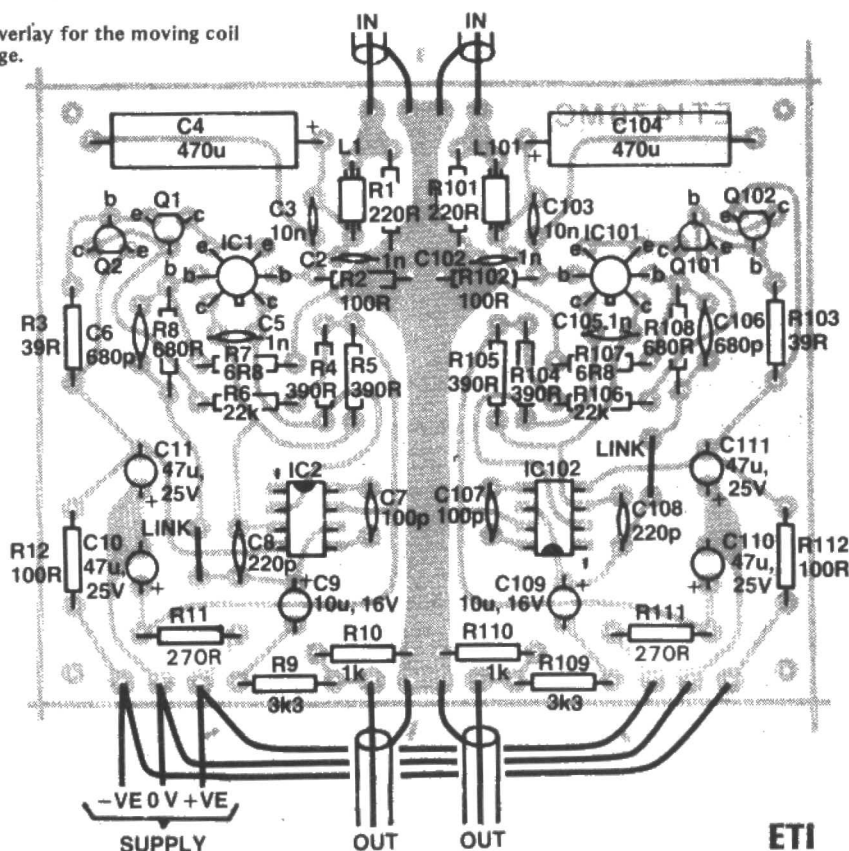 verlay for the moving coil
ge.
IN
IN
C4
470u
+
ETI429MC
C104
470u
+
L1
L101
R1
220R
R101
220R
C3
10n
C103
10n
b
Q1
e
c
b
c
e
Q2
b
IC1
e
e
b
b
c
c
IC101
e
e
b
b
c
c
b
Q102
e
c
b
c
e
Q101
b
C2
1n
C102
1n
R2
100R
R102
100R
R3
39R
C6
680p
R8
680R
C5
1n
R7
6R8
R6
22k
R4
390R
R5
390R
R105
390R
R104
390R
C105
1n
R107
6R8
R106
22k
R108
680R
C106
680p
R103
39R
C11
47u,
25V
+
LINK
C111
47u,
25V
+
IC2
C7
100p
C107
100p
IC102
R12
100R
C10
47u,
25V
+
LINK
C8
220p
C108
220p
C110
47u,
25V
+
R112
100R
+
C9
10u, 16V
C109
10u, 16V
+
R11
270R
R10
1k
R110
1k
R111
270R
R9
3k3
R109
3k3
–VE 0 V +VE
SUPPLY
OUT
OUT
ETI